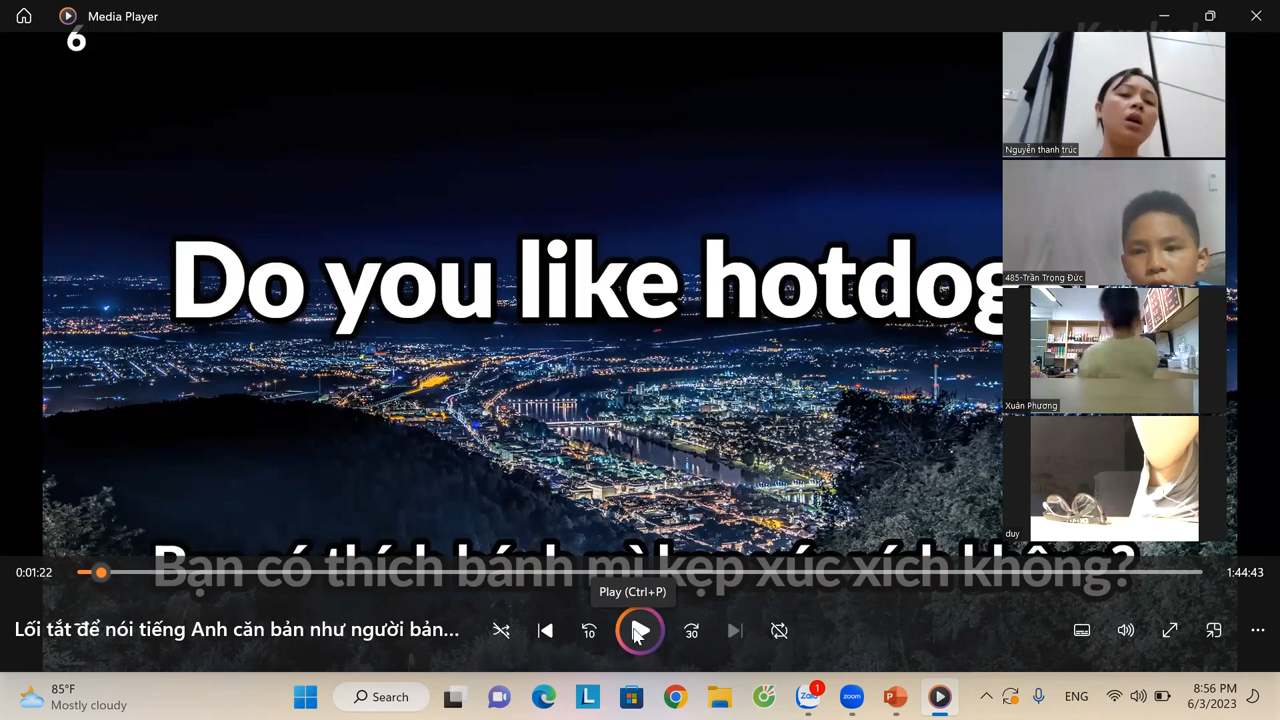 Media Player
6
Do you like hotdog
Nguyễn thanh trúc
485-Trần Trọng Đức
Xuân Phương
duy
Bạn có thích bánh mì kẹp xúc xích không?
0:01:22
1:44:43
Play (Ctrl+P)
Lối tắt để nói tiếng Anh căn bản như người bản...
10
30
85°F
Mostly cloudy
Search
L
Zalo
1
zoom
P
ENG
8:56 PM
6/3/2023